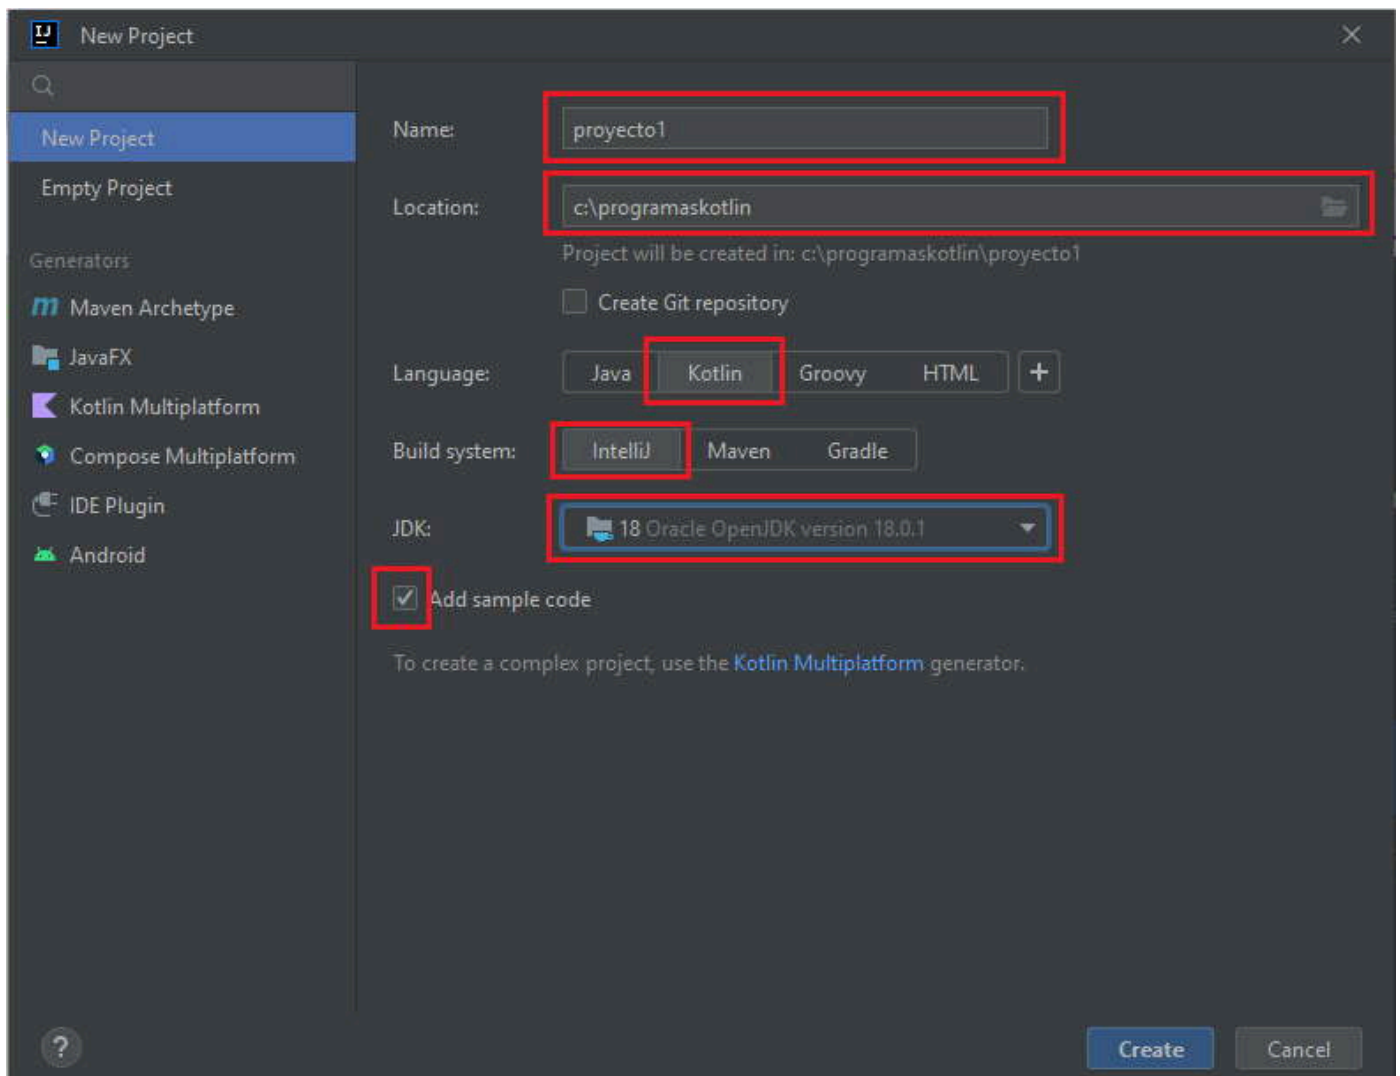 IJ
New Project
New Project
Empty Project
Generators
Maven Archetype
JavaFX
Kotlin Multiplatform
Compose Multiplatform
IDE Plugin
Android
?
Name: proyecto1
Location: c:\programaskotlin
Project will be created in: c:\programaskotlin\proyecto1
Create Git repository
Language: Java Kotlin Groovy HTML +
Build system: IntelliJ Maven Gradle
JDK: 18 Oracle OpenJDK version 18.0.1
Add sample code
To create a complex project, use the Kotlin Multiplatform generator.
Create Cancel